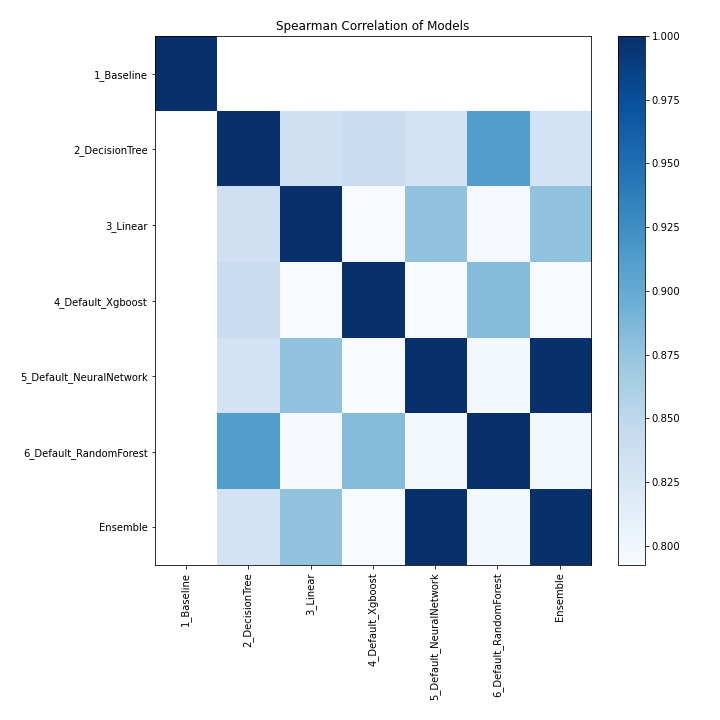 Spearman Correlation of Models
1_Baseline
2_DecisionTree
3_Linear
4_Default_Xgboost
5_Default_NeuralNetwork
6_Default_RandomForest
Ensemble
1_Baseline
2_DecisionTree
3_Linear
4_Default_Xgboost
5_Default_NeuralNetwork
6_Default_RandomForest
Ensemble
1.000
0.975
0.950
0.925
0.900
0.875
0.850
0.825
0.800